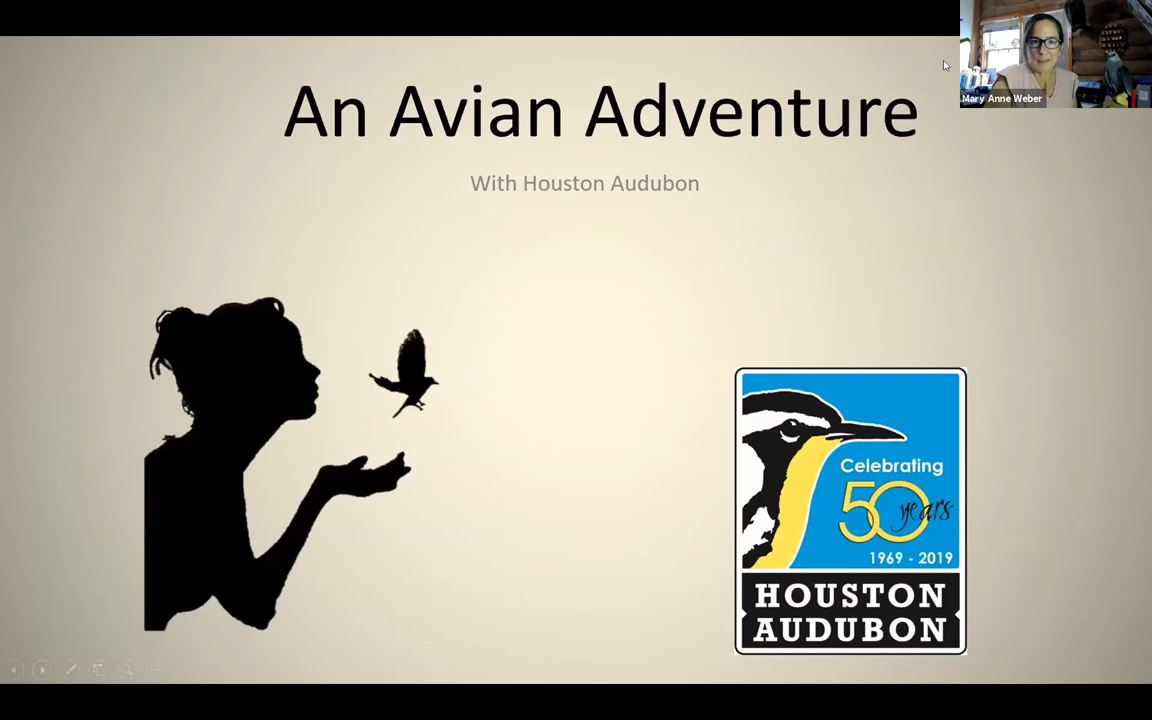 An Avian Adventure
With Houston Audubon
Mary Anne Weber
Celebrating
50 years
1969 - 2019
HOUSTON
AUDUBON